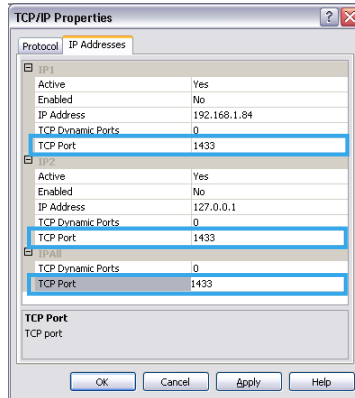 TCP/IP Properties
Protocol IP Addresses
IP1
Active Yes
Enabled No
IP Address 192.168.1.84
TCP Dynamic Ports 0
TCP Port 1433
IP2
Active Yes
Enabled No
IP Address 127.0.0.1
TCP Dynamic Ports 0
TCP Port 1433
IPAll
TCP Dynamic Ports 0
TCP Port 1433
TCP Port
TCP port
OK Cancel Apply Help